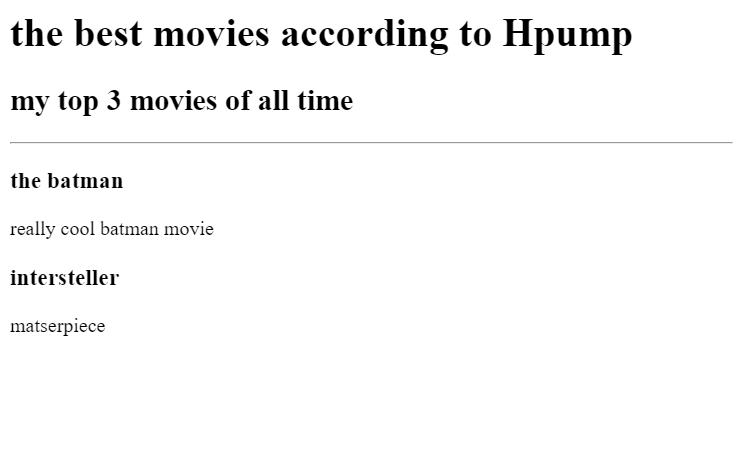 the best movies according to Hpump
my top 3 movies of all time
the batman
really cool batman movie
intersteller
matserpiece